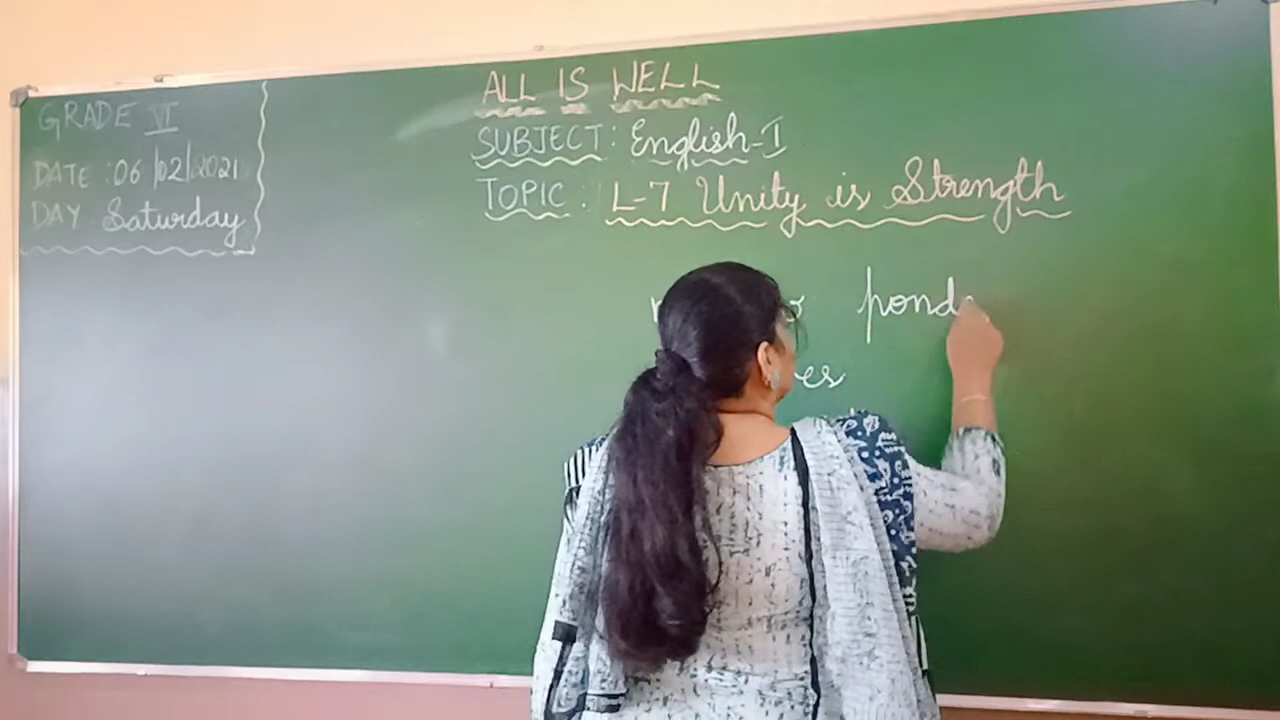 GRADE VI
DATE : 06/02/2021
DAY Saturday
ALL IS WELL
SUBJECT : English-I
TOPIC : L-7 Unity is Strength
pond